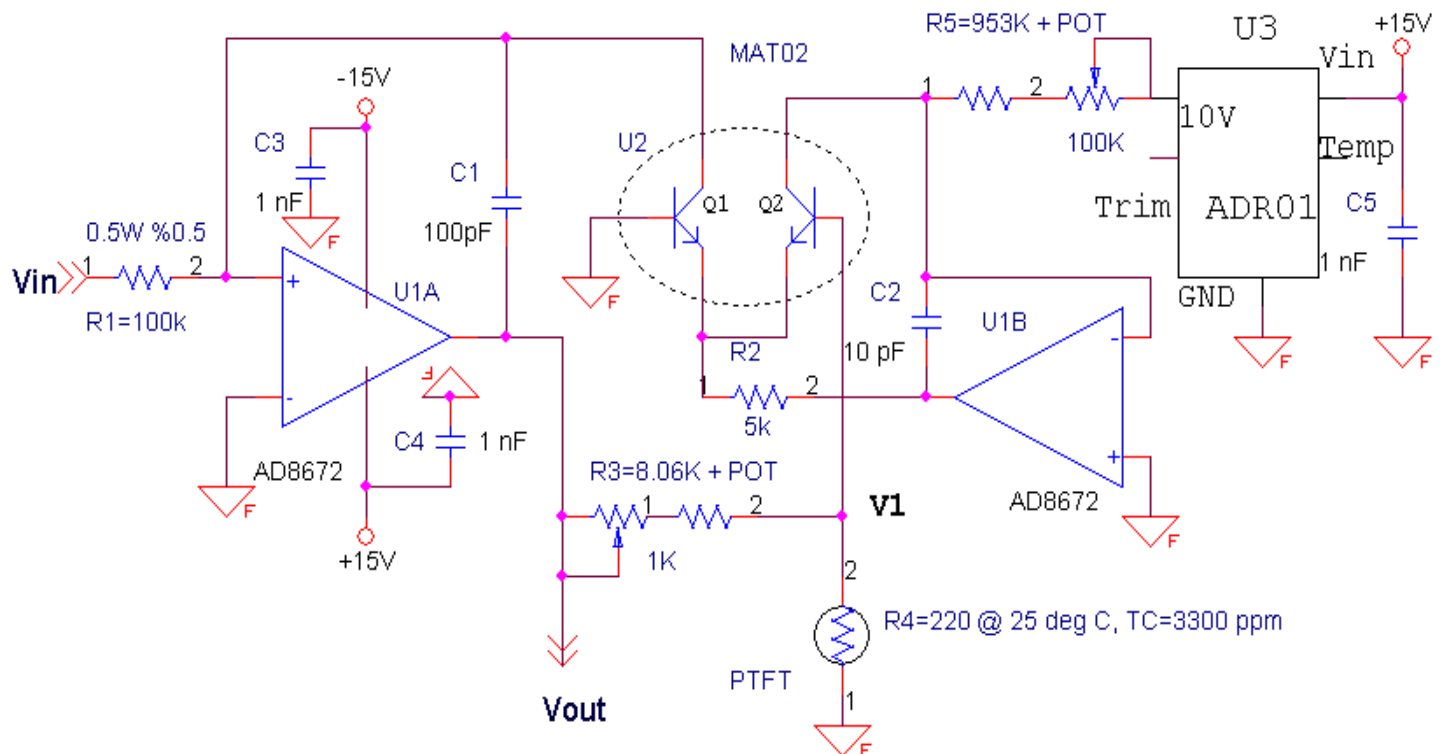 R5=953K + POT
U3
+15V
MAT02
-15V
Vin
1
2
10V
C3
U2
100K
Temp
C1
1 nF
Q1
Q2
Trim
ADR01
C5
0.5W %0.5
100pF
F
F
1 nF
Vin
1
2
+
U1A
C2
U1B
GND
R1=100k
-
F
F
R2
10 pF
F
-
1
2
C4
1 nF
5k
+
AD8672
R3=8.06K + POT
F
1
2
V1
AD8672
F
+15V
1K
2
R4=220 @ 25 deg C, TC=3300 ppm
PTFT
1
Vout
F